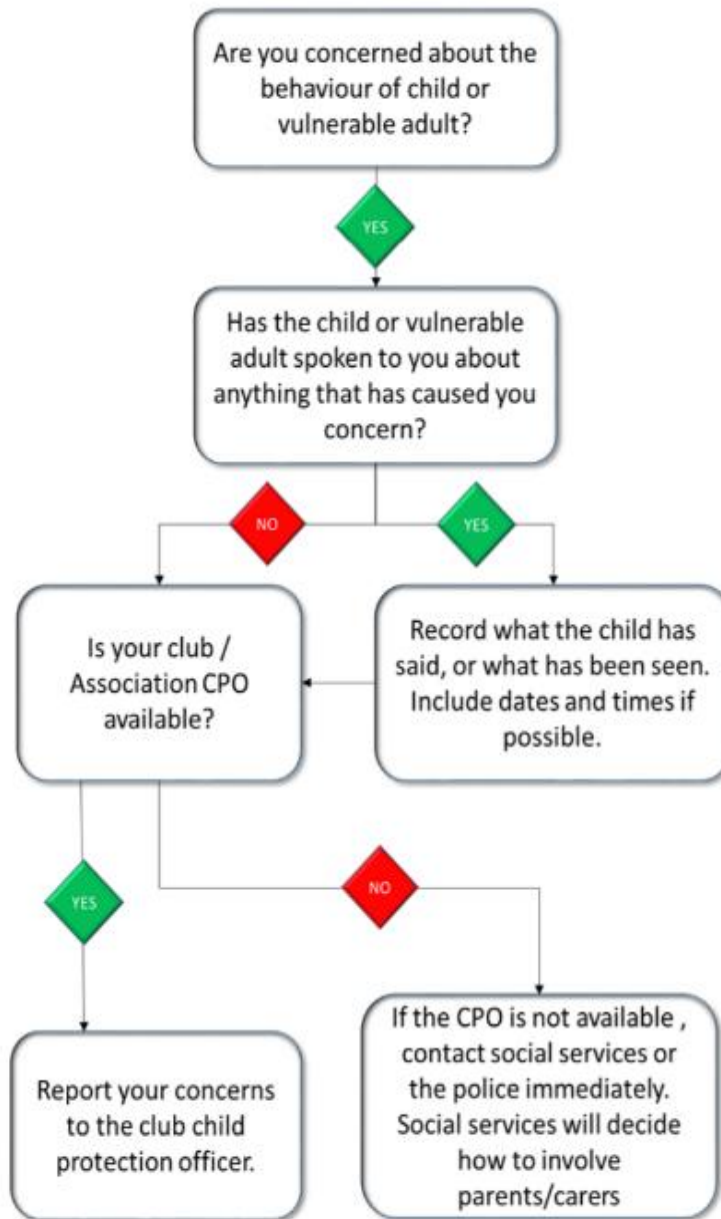 Are you concerned about the
behaviour of child or
vulnerable adult?
YES
Has the child or vulnerable
adult spoken to you about
anything that has caused you
concern?
NO
YES
Is your club /
Association CPO
available?
Record what the child has
said, or what has been seen.
Include dates and times if
possible.
YES
NO
Report your concerns
to the club child
protection officer.
If the CPO is not available ,
contact social services or
the police immediately.
Social services will decide
how to involve
parents/carers